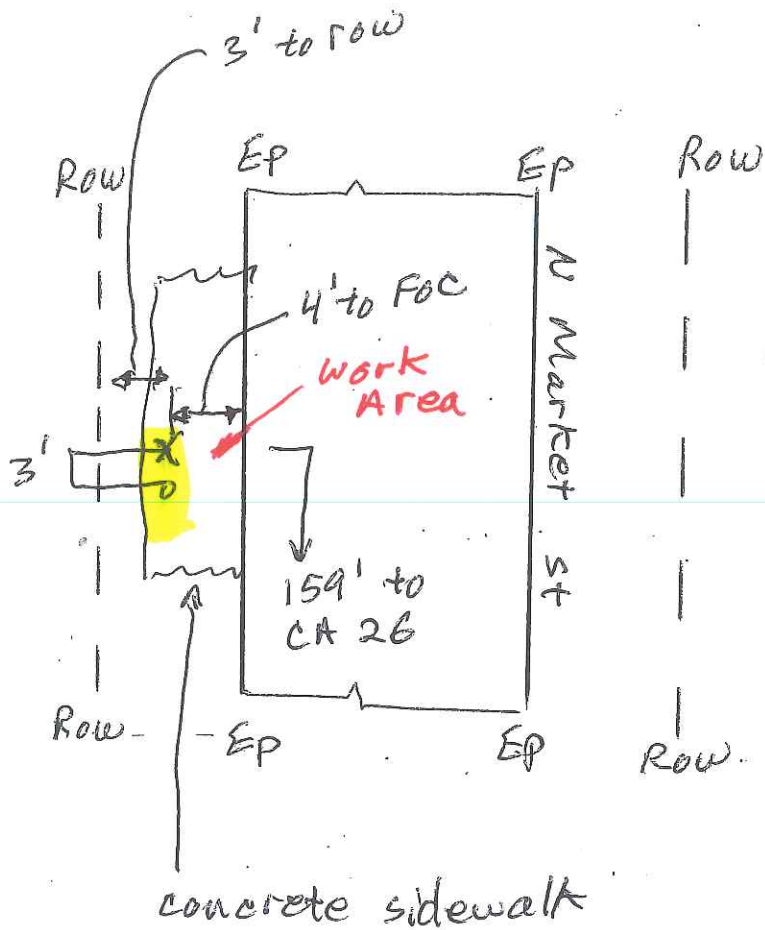 3' to row
Row
Ep
Ep
Row
4' to FOC
work
Area
N Market St
3'
X
O
159' to
CA 26
Row
Ep
Ep
Row
concrete sidewalk